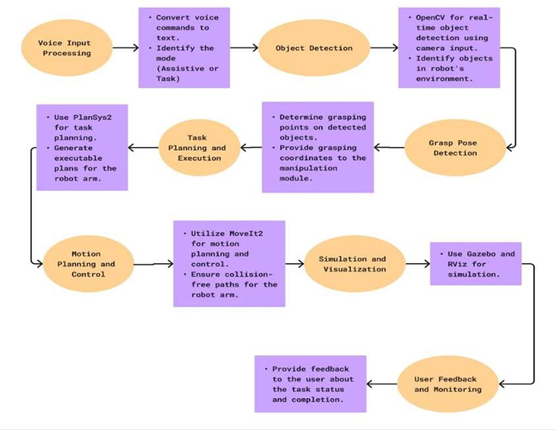 Voice Input
Processing
• Convert voice
commands to
text.
• Identify the
mode
(Assistive or
Task)
Object Detection
• OpenCV for real-
time object
detection using
camera input.
• Identify objects
in robot's
environment.
Grasp Pose
Detection
• Determine grasping
points on detected
objects.
• Provide grasping
coordinates to the
manipulation
module.
Task
Planning and
Execution
• Use PlanSys2
for task
planning.
• Generate
executable
plans for the
robot arm.
Motion
Planning and
Control
• Utilize MoveIt2
for motion
planning and
control.
• Ensure collision-
free paths for the
robot arm.
Simulation and
Visualization
• Use Gazebo and
RViz for
simulation.
User Feedback
and Monitoring
• Provide feedback
to the user about
the task status
and completion.